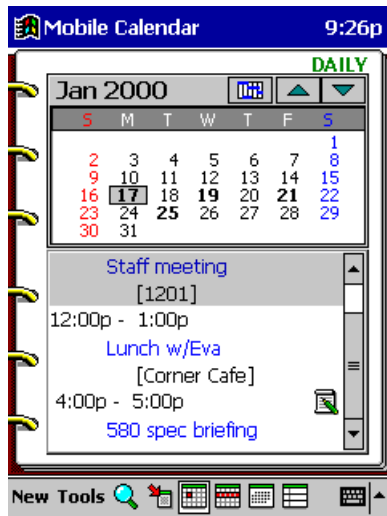 Mobile Calendar 9:26p
DAILY
Jan 2000
S M T W T F S
1
2 3 4 5 6 7 8
9 10 11 12 13 14 15
16 17 18 19 20 21 22
23 24 25 26 27 28 29
30 31
Staff meeting
[1201]
12:00p - 1:00p
Lunch w/Eva
[Corner Cafe]
4:00p - 5:00p
580 spec briefing
New Tools